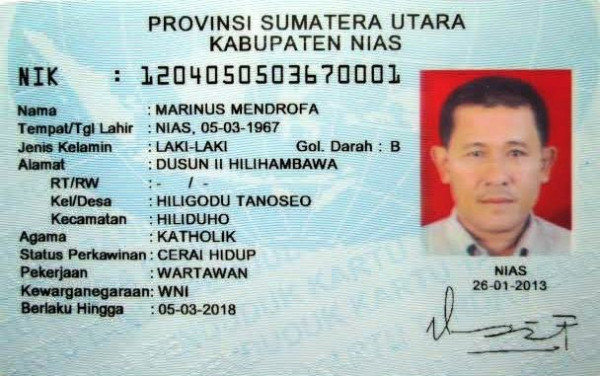 PROVINSI SUMATERA UTARA
KABUPATEN NIAS
NIK : 1204050503670001
Nama : MARINUS MENDROFA
Tempat/Tgl Lahir : NIAS, 05-03-1967
Jenis Kelamin : LAKI-LAKI Gol. Darah : B
Alamat : DUSUN II HILIHAMBAWA
RT/RW : - / -
Kel/Desa : HILIGODU TANOSEO
Kecamatan : HILIDUHO
Agama : KATHOLIK
Status Perkawinan : CERAI HIDUP
Pekerjaan : WARTAWAN
Kewarganegaraan: WNI
Berlaku Hingga : 05-03-2018
NIAS
26-01-2013